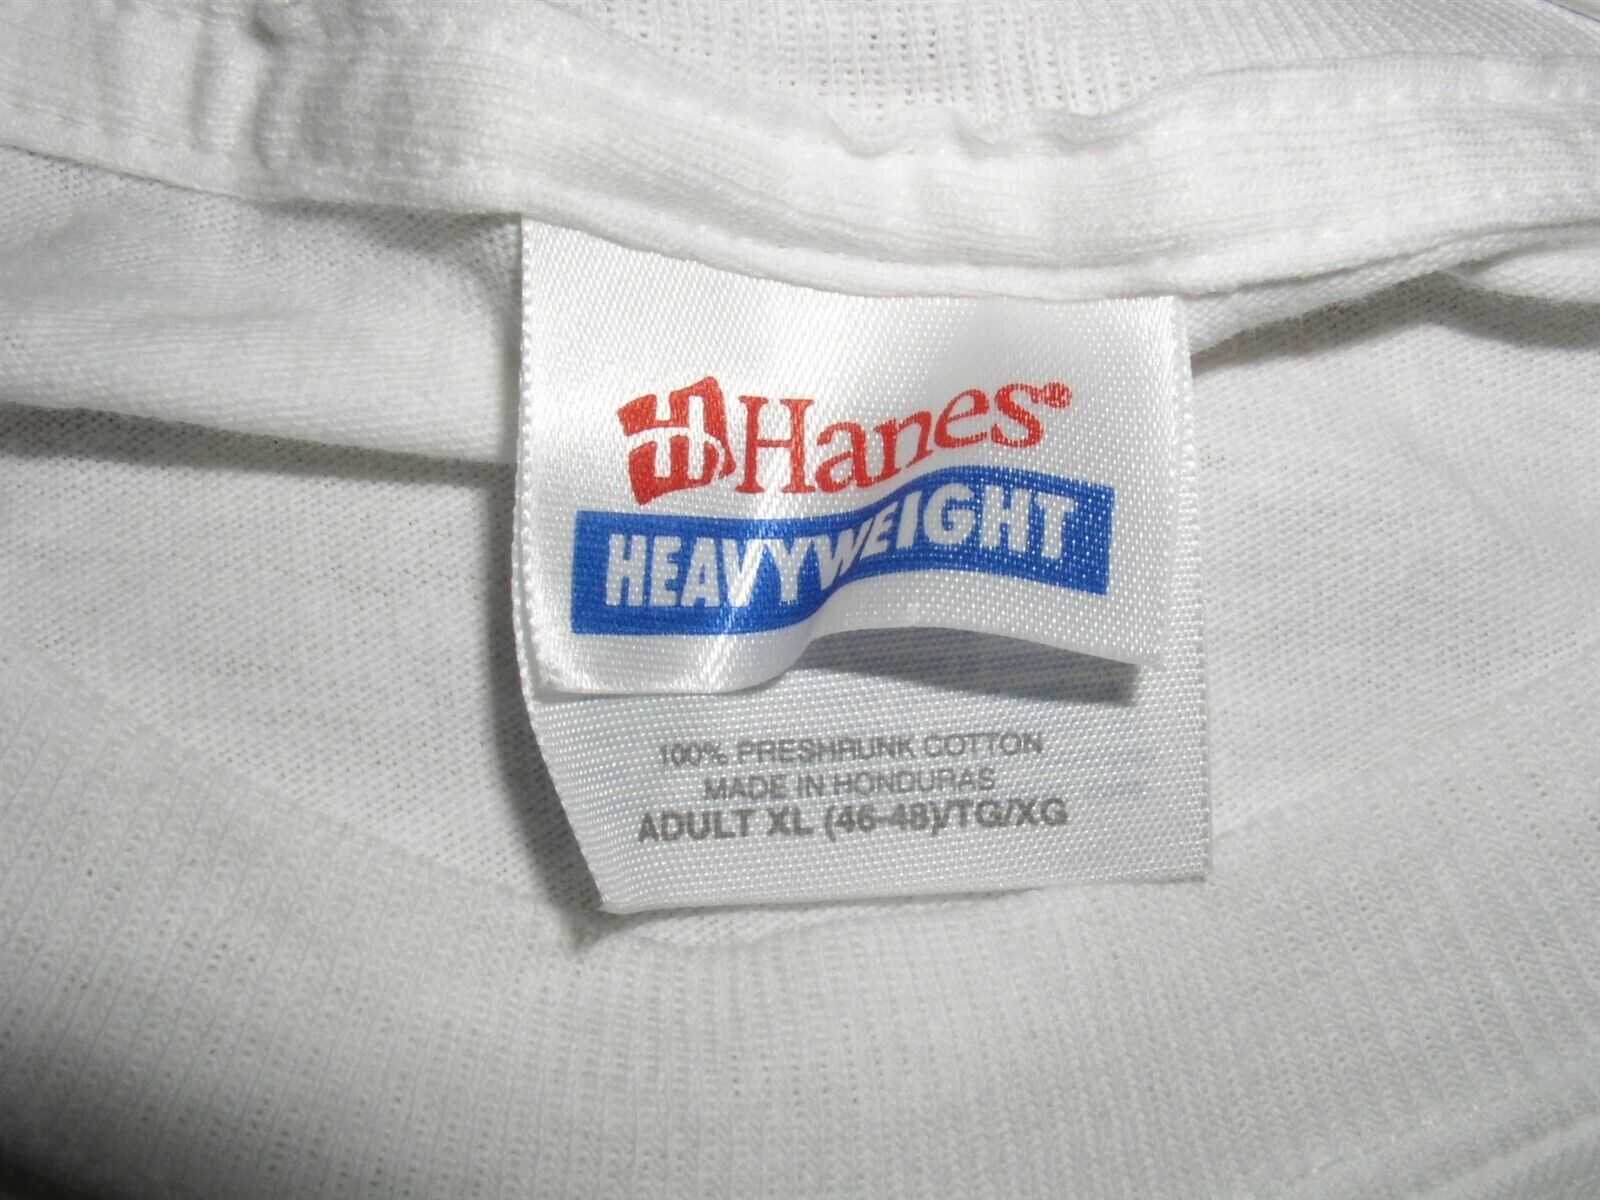 Hanes®
HEAVYWEIGHT
100% PRESHRUNK COTTON
MADE IN HONDURAS
ADULT XL (46-48)/TG/XG